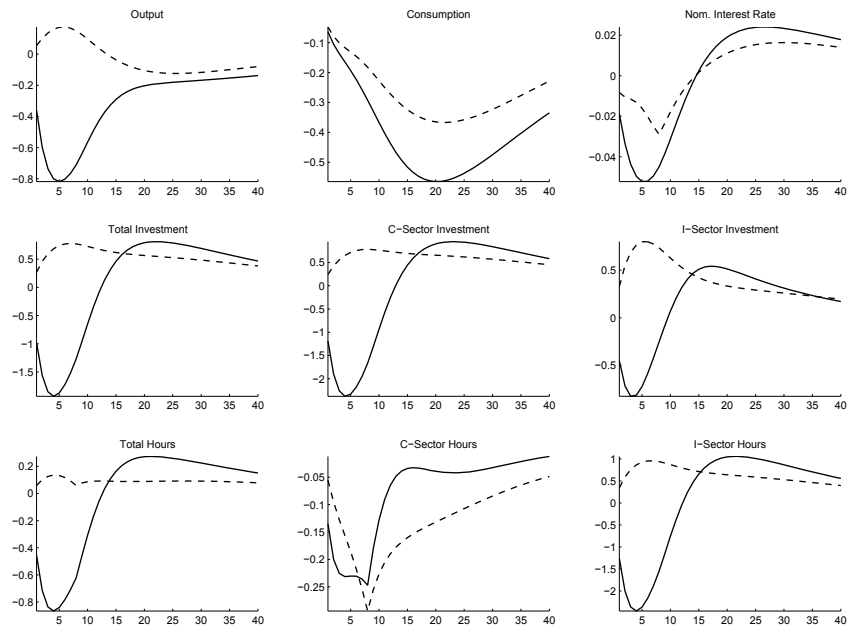 Output
0
−0.2
−0.4
−0.6
−0.8
5 10 15 20 25 30 35 40
Consumption
−0.1
−0.2
−0.3
−0.4
−0.5
5 10 15 20 25 30 35 40
Nom. Interest Rate
0.02
0
−0.02
−0.04
5 10 15 20 25 30 35 40
Total Investment
0.5
0
−0.5
−1
−1.5
5 10 15 20 25 30 35 40
C−Sector Investment
0.5
0
−0.5
−1
−1.5
−2
5 10 15 20 25 30 35 40
I−Sector Investment
0.5
0
−0.5
5 10 15 20 25 30 35 40
Total Hours
0.2
0
−0.2
−0.4
−0.6
−0.8
5 10 15 20 25 30 35 40
C−Sector Hours
−0.05
−0.1
−0.15
−0.2
−0.25
5 10 15 20 25 30 35 40
I−Sector Hours
1
0.5
0
−0.5
−1
−1.5
−2
5 10 15 20 25 30 35 40